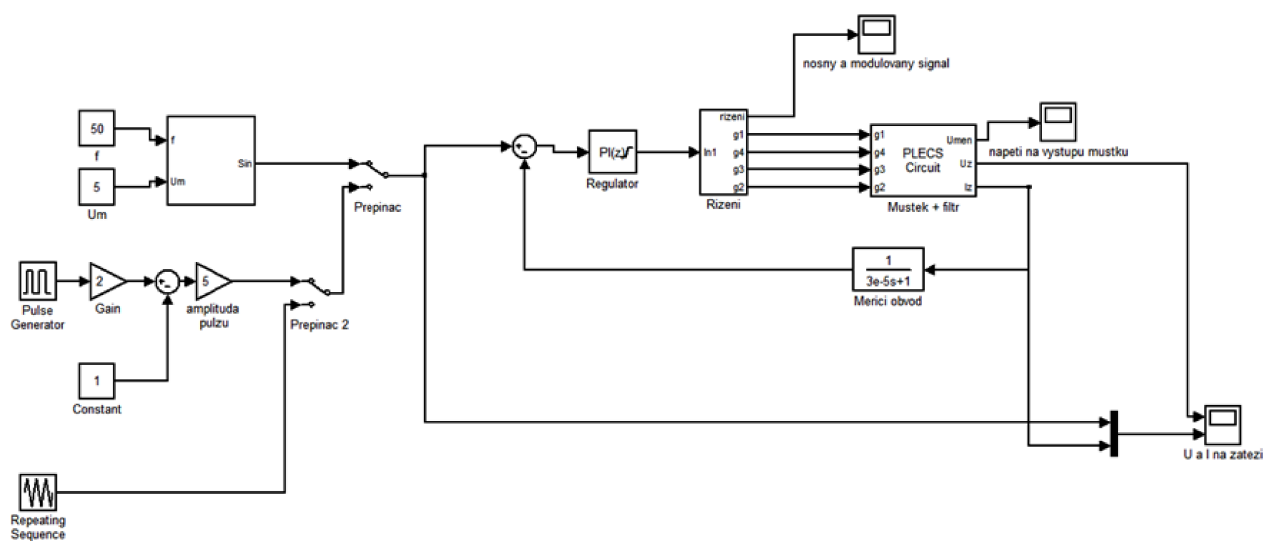 nosny a modulovany signal
50
f
f
Sin
Um
5
Um
Prepinac
+
-
PI(z)
Regulator
rizeni
In1
g1
g4
g3
g2
Rizeni
g1
g4
g3
g2
PLECS
Circuit
Umen
Uz
Iz
Mustek + filtr
napeti na vystupu mustku
1
3e-5s+1
Merici obvod
Pulse
Generator
2
Gain
+
-
5
amplituda
pulzu
Prepinac 2
1
Constant
Repeating
Sequence
U a I na zatezi